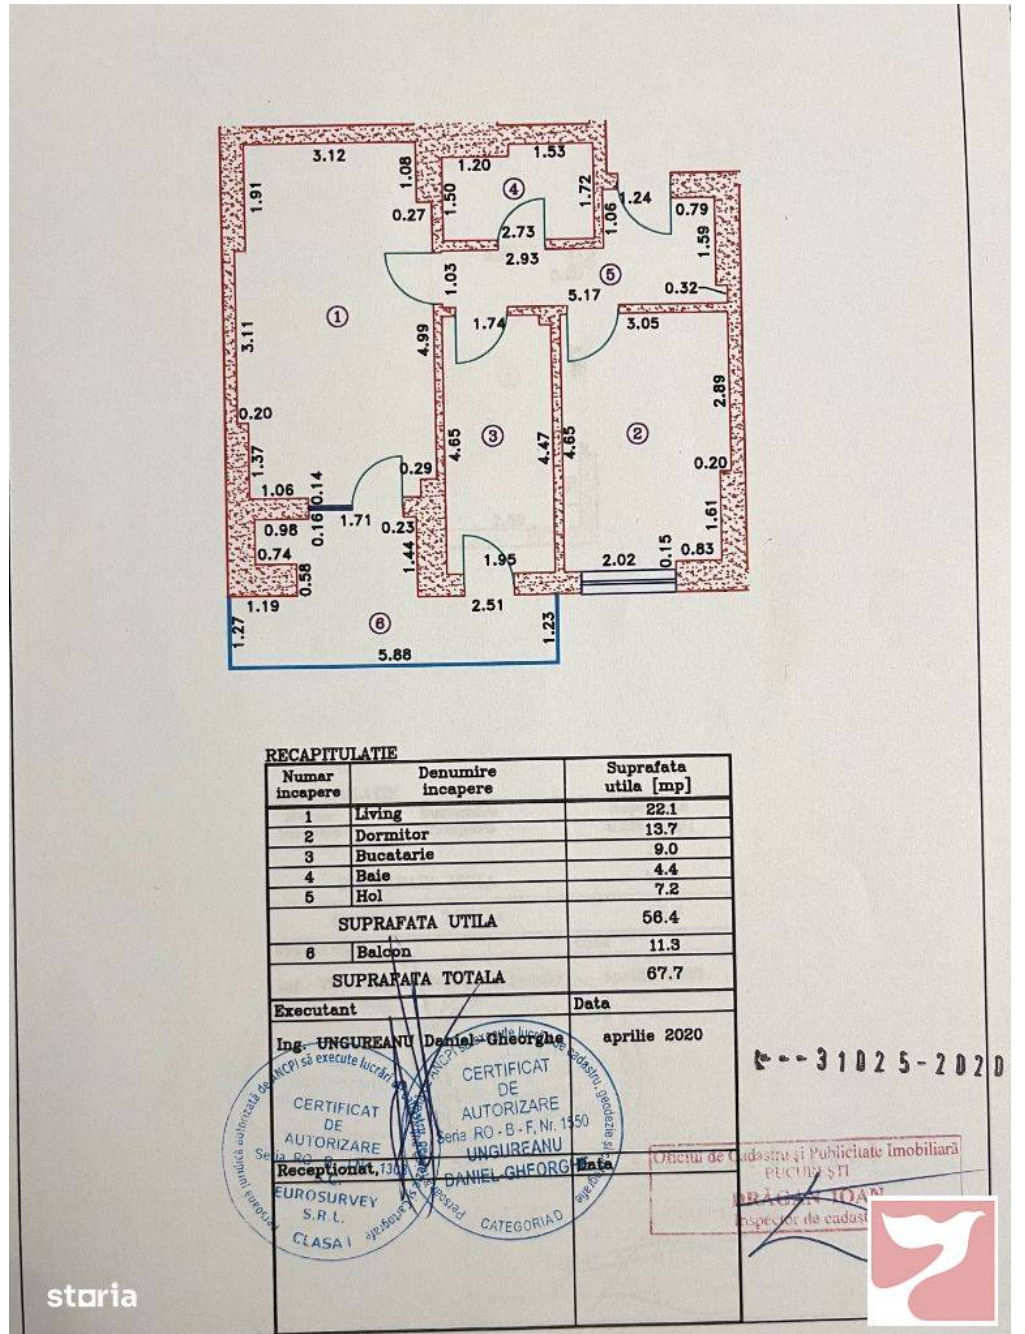 3.12
1.08
1.20
1.53
1.91
1.50
④
1.72
1.24
0.79
0.27
1.06
1.59
2.73
2.93
1.03
⑤
0.32
5.17
①
1.74
3.05
3.11
4.99
2.89
0.20
4.65
③
4.47
4.65
②
1.37
0.29
0.20
1.06
0.14
1.71
0.23
1.61
0.98
0.16
0.74
1.44
1.95
2.02
0.15
0.83
0.58
1.19
2.51
1.27
⑥
1.23
5.88
RECAPITULATIE
Numar incapere Denumire incapere Suprafata utila [mp]
1 Living 22.1
2 Dormitor 13.7
3 Bucatarie 9.0
4 Baie 4.4
5 Hol 7.2
SUPRAFATA UTILA 56.4
6 Balcon 11.3
SUPRAFATA TOTALA 67.7
Executant Data
Ing. UNGUREANU Daniel-Gheorghe aprilie 2020
31025-2020
CERTIFICAT
DE
AUTORIZARE
Seria RO - B - F, Nr. 1550
UNGUREANU
DANIEL-GHEORGHE
CATEGORIA D
CERTIFICAT
DE
AUTORIZARE
EUROSURVEY
S.R.L.
CLASA I
Receptionat, Data
Oficiul de Cadastru și Publicitate Imobiliară
BUCUREȘTI
DRĂGAN IOAN
Inspector de cadastru
storia